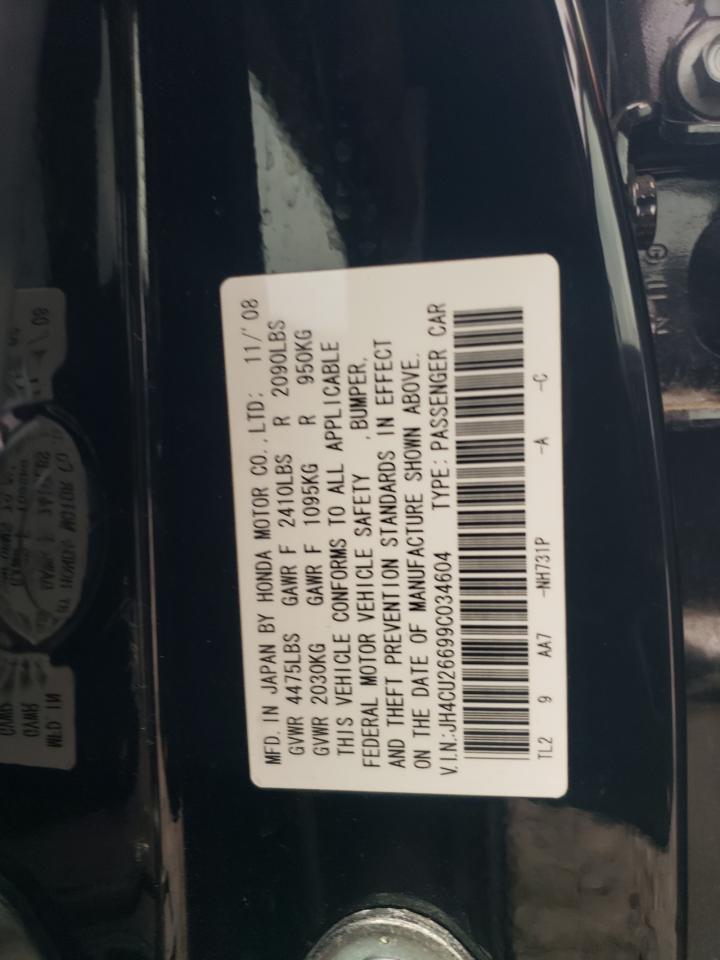 MFD. IN JAPAN BY HONDA MOTOR CO.,LTD: 11/'08
GVWR 4475LBS GAWR F 2410LBS R 2090LBS
GVWR 2030KG GAWR F 1095KG R 950KG
THIS VEHICLE CONFORMS TO ALL APPLICABLE
FEDERAL MOTOR VEHICLE SAFETY ,BUMPER,
AND THEFT PREVENTION STANDARDS IN EFFECT
ON THE DATE OF MANUFACTURE SHOWN ABOVE.
V.I.N.:JH4CU26699C034604 TYPE: PASSENGER CAR
TL2 9 AA7 -NH731P -A -C